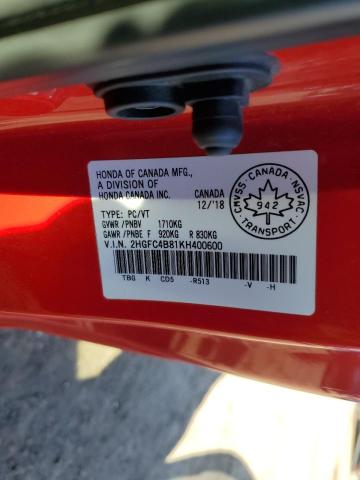 HONDA OF CANADA MFG.,
A DIVISION OF
HONDA CANADA INC. CANADA
12/'18
TYPE: PC/VT
GVWR/PNBV 1710KG
GAWR/PNBE F 920KG R 830KG
V.I.N. 2HGFC4B81KH400600
TBG K CD5 -R513 -V -H
CMVSS-CANADA-NSVAC
942
TRANSPORT